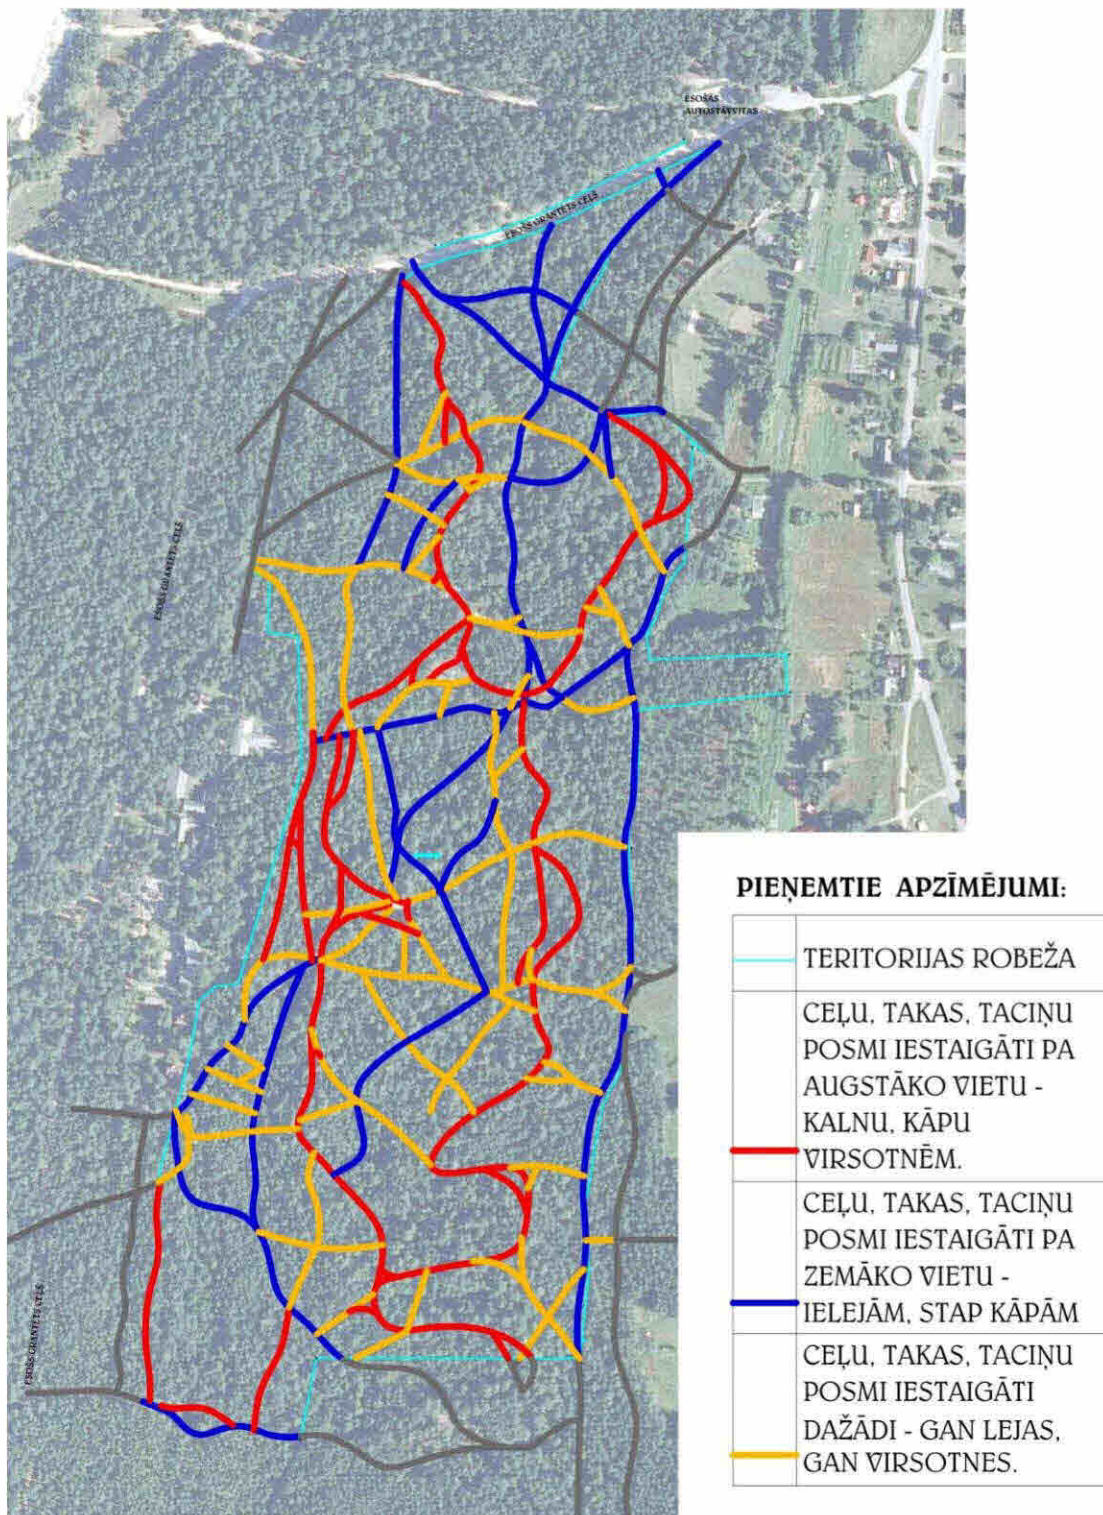 ESOŠĀS
AUTOSTĀVVITAS
ESOŠS GRANTĒTS CEĻŠ
ESOŠS GRANTĒTS CEĻŠ
ESOŠS GRANTĒTS CEĻŠ
PIEŅEMTIE APZĪMĒJUMI:
TERITORIJAS ROBEŽA
CEĻU, TAKAS, TACIŅU
POSMI IESTAIGĀTI PA
AUGSTĀKO VIETU -
KALNU, KĀPU
VIRSOTNĒM.
CEĻU, TAKAS, TACIŅU
POSMI IESTAIGĀTI PA
ZEMĀKO VIETU -
IELEJĀM, STAP KĀPĀM
CEĻU, TAKAS, TACIŅU
POSMI IESTAIGĀTI
DAŽĀDI - GAN LEJAS,
GAN VIRSOTNES.